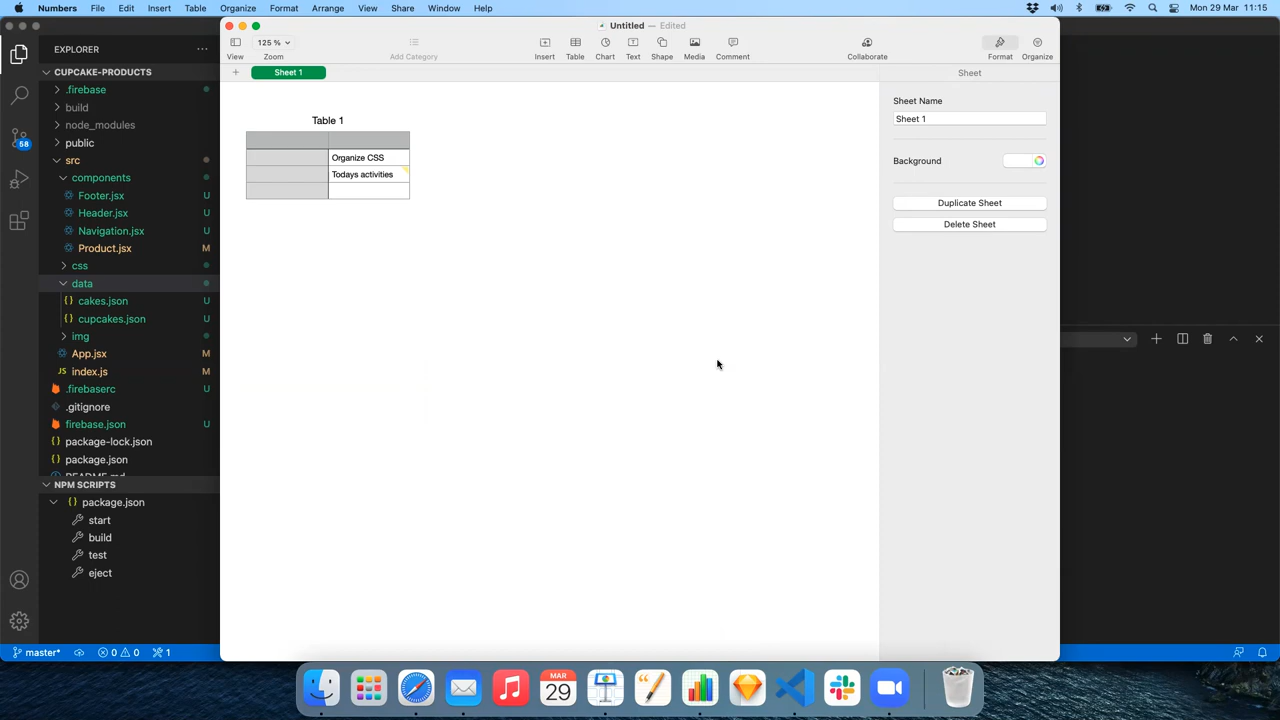 Numbers File Edit Insert Table Organize Format Arrange View Share Window Help Mon 29 Mar 11:15
EXPLORER
CUPCAKE-PRODUCTS
.firebase
build
node_modules
public
src
components
Footer.jsx U
Header.jsx U
Navigation.jsx U
Product.jsx M
css
data
cakes.json U
cupcakes.json U
img
App.jsx M
JS index.js M
.firebaserc U
.gitignore
firebase.json U
package-lock.json
package.json
NPM SCRIPTS
package.json
start
build
test
eject
58
master* 0 0 1
Untitled — Edited
125 %
View Zoom Add Category Insert Table Chart Text Shape Media Comment Collaborate Format Organize
Sheet 1
Sheet
Table 1
Organize CSS
Todays activities
Sheet Name
Sheet 1
Background
Duplicate Sheet
Delete Sheet
MAR
29